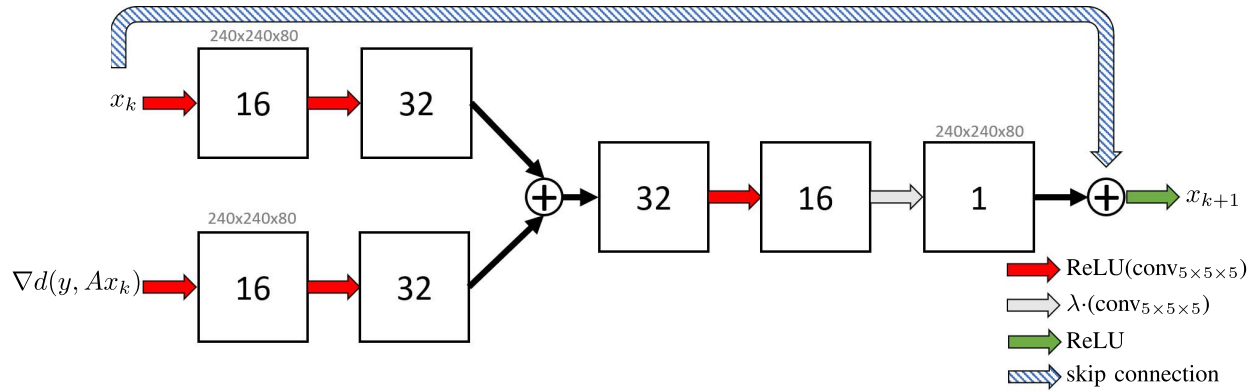 240x240x80
x_k
16
32
240x240x80
32
16
1
x_{k+1}
240x240x80
∇d(y, Ax_k)
16
32
ReLU(conv_{5×5×5})
λ·(conv_{5×5×5})
ReLU
skip connection